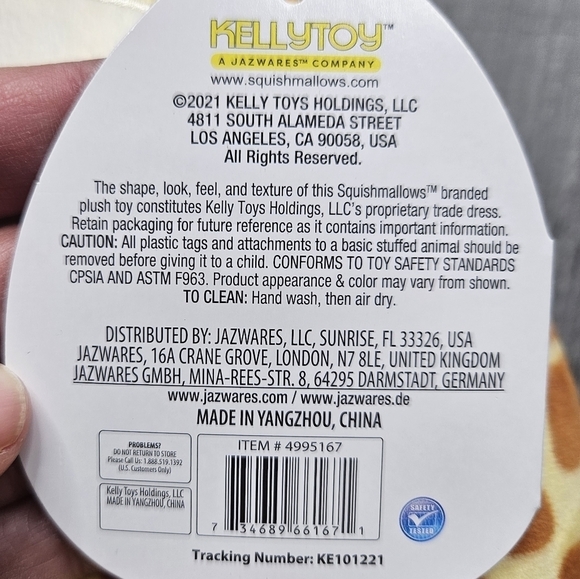 KELLYTOY™
A JAZWARES™ COMPANY
www.squishmallows.com
©2021 KELLY TOYS HOLDINGS, LLC
4811 SOUTH ALAMEDA STREET
LOS ANGELES, CA 90058, USA
All Rights Reserved.
The shape, look, feel, and texture of this Squishmallows™ branded
plush toy constitutes Kelly Toys Holdings, LLC's proprietary trade dress.
Retain packaging for future reference as it contains important information.
CAUTION: All plastic tags and attachments to a basic stuffed animal should be
removed before giving it to a child. CONFORMS TO TOY SAFETY STANDARDS
CPSIA AND ASTM F963. Product appearance & color may vary from shown.
TO CLEAN: Hand wash, then air dry.
DISTRIBUTED BY: JAZWARES, LLC, SUNRISE, FL 33326, USA
JAZWARES, 16A CRANE GROVE, LONDON, N7 8LE, UNITED KINGDOM
JAZWARES GMBH, MINA-REES-STR. 8, 64295 DARMSTADT, GERMANY
www.jazwares.com / www.jazwares.de
MADE IN YANGZHOU, CHINA
PROBLEMS?
DO NOT RETURN TO STORE
Please Call Us: 1.888.519.1392
(U.S. Customers Only)
Kelly Toys Holdings, LLC
MADE IN YANGZHOU, CHINA
ITEM # 4995167
7 34689 66167 1
SAFETY
TESTED
Tracking Number: KE101221